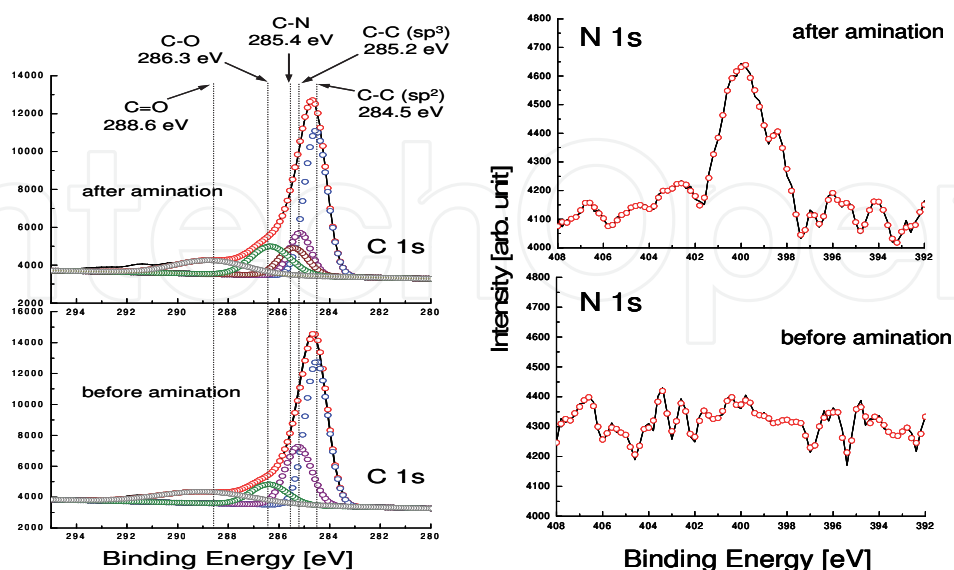 C-N
285.4 eV
C-O
286.3 eV
C-C (sp³)
285.2 eV
C=O
288.6 eV
C-C (sp²)
284.5 eV
14000
12000
10000
8000
6000
4000
2000
after amination
C 1s
294 292 290 288 286 284 282 280
16000
14000
12000
10000
8000
6000
4000
2000
before amination
C 1s
294 292 290 288 286 284 282 280
Binding Energy [eV]
Intensity [arb. unit]
4800
4700
4600
4500
4400
4300
4200
4100
4000
N 1s
after amination
408 406 404 402 400 398 396 394 392
4800
4700
4600
4500
4400
4300
4200
4100
4000
N 1s
before amination
408 406 404 402 400 398 396 394 392
Binding Energy [eV]